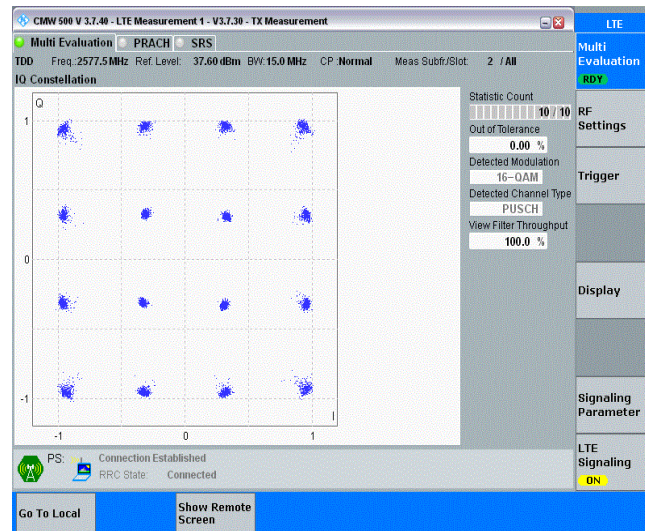 CMW 500 V 3.7.40 - LTE Measurement 1 - V3.7.30 - TX Measurement
LTE
Multi Evaluation PRACH SRS
Multi
Evaluation
RDY
TDD Freq.:2577.5 MHz Ref. Level: 37.60 dBm BW:15.0 MHz CP :Normal Meas Subfr./Slot: 2 / All
IQ Constellation
Q
1
0
-1
-1 0 1
I
Statistic Count
10 / 10
Out of Tolerance
0.00 %
Detected Modulation
16-QAM
Detected Channel Type
PUSCH
View Filter Throughput
100.0 %
RF
Settings
Trigger
Display
Signaling
Parameter
LTE
Signaling
ON
PS: Connection Established
RRC State: Connected
Go To Local
Show Remote
Screen